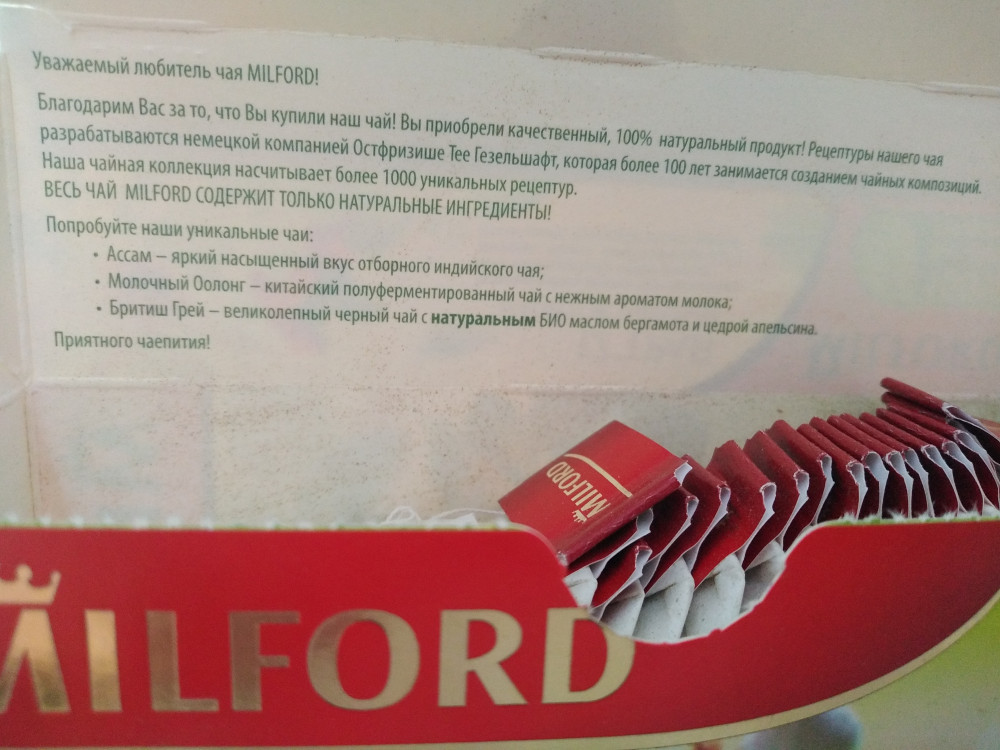 Уважаемый любитель чая MILFORD!
Благодарим Вас за то, что Вы купили наш чай! Вы приобрели качественный, 100% натуральный продукт! Рецептуры нашего чая
разрабатываются немецкой компанией Остфризише Тее Гезельшафт, которая более 100 лет занимается созданием чайных композиций.
Наша чайная коллекция насчитывает более 1000 уникальных рецептур.
ВЕСЬ ЧАЙ MILFORD СОДЕРЖИТ ТОЛЬКО НАТУРАЛЬНЫЕ ИНГРЕДИЕНТЫ!
Попробуйте наши уникальные чаи:
• Ассам – яркий насыщенный вкус отборного индийского чая;
• Молочный Оолонг – китайский полуферментированный чай с нежным ароматом молока;
• Бритиш Грей – великолепный черный чай с натуральным БИО маслом бергамота и цедрой апельсина.
Приятного чаепития!
MILFORD
MILFORD